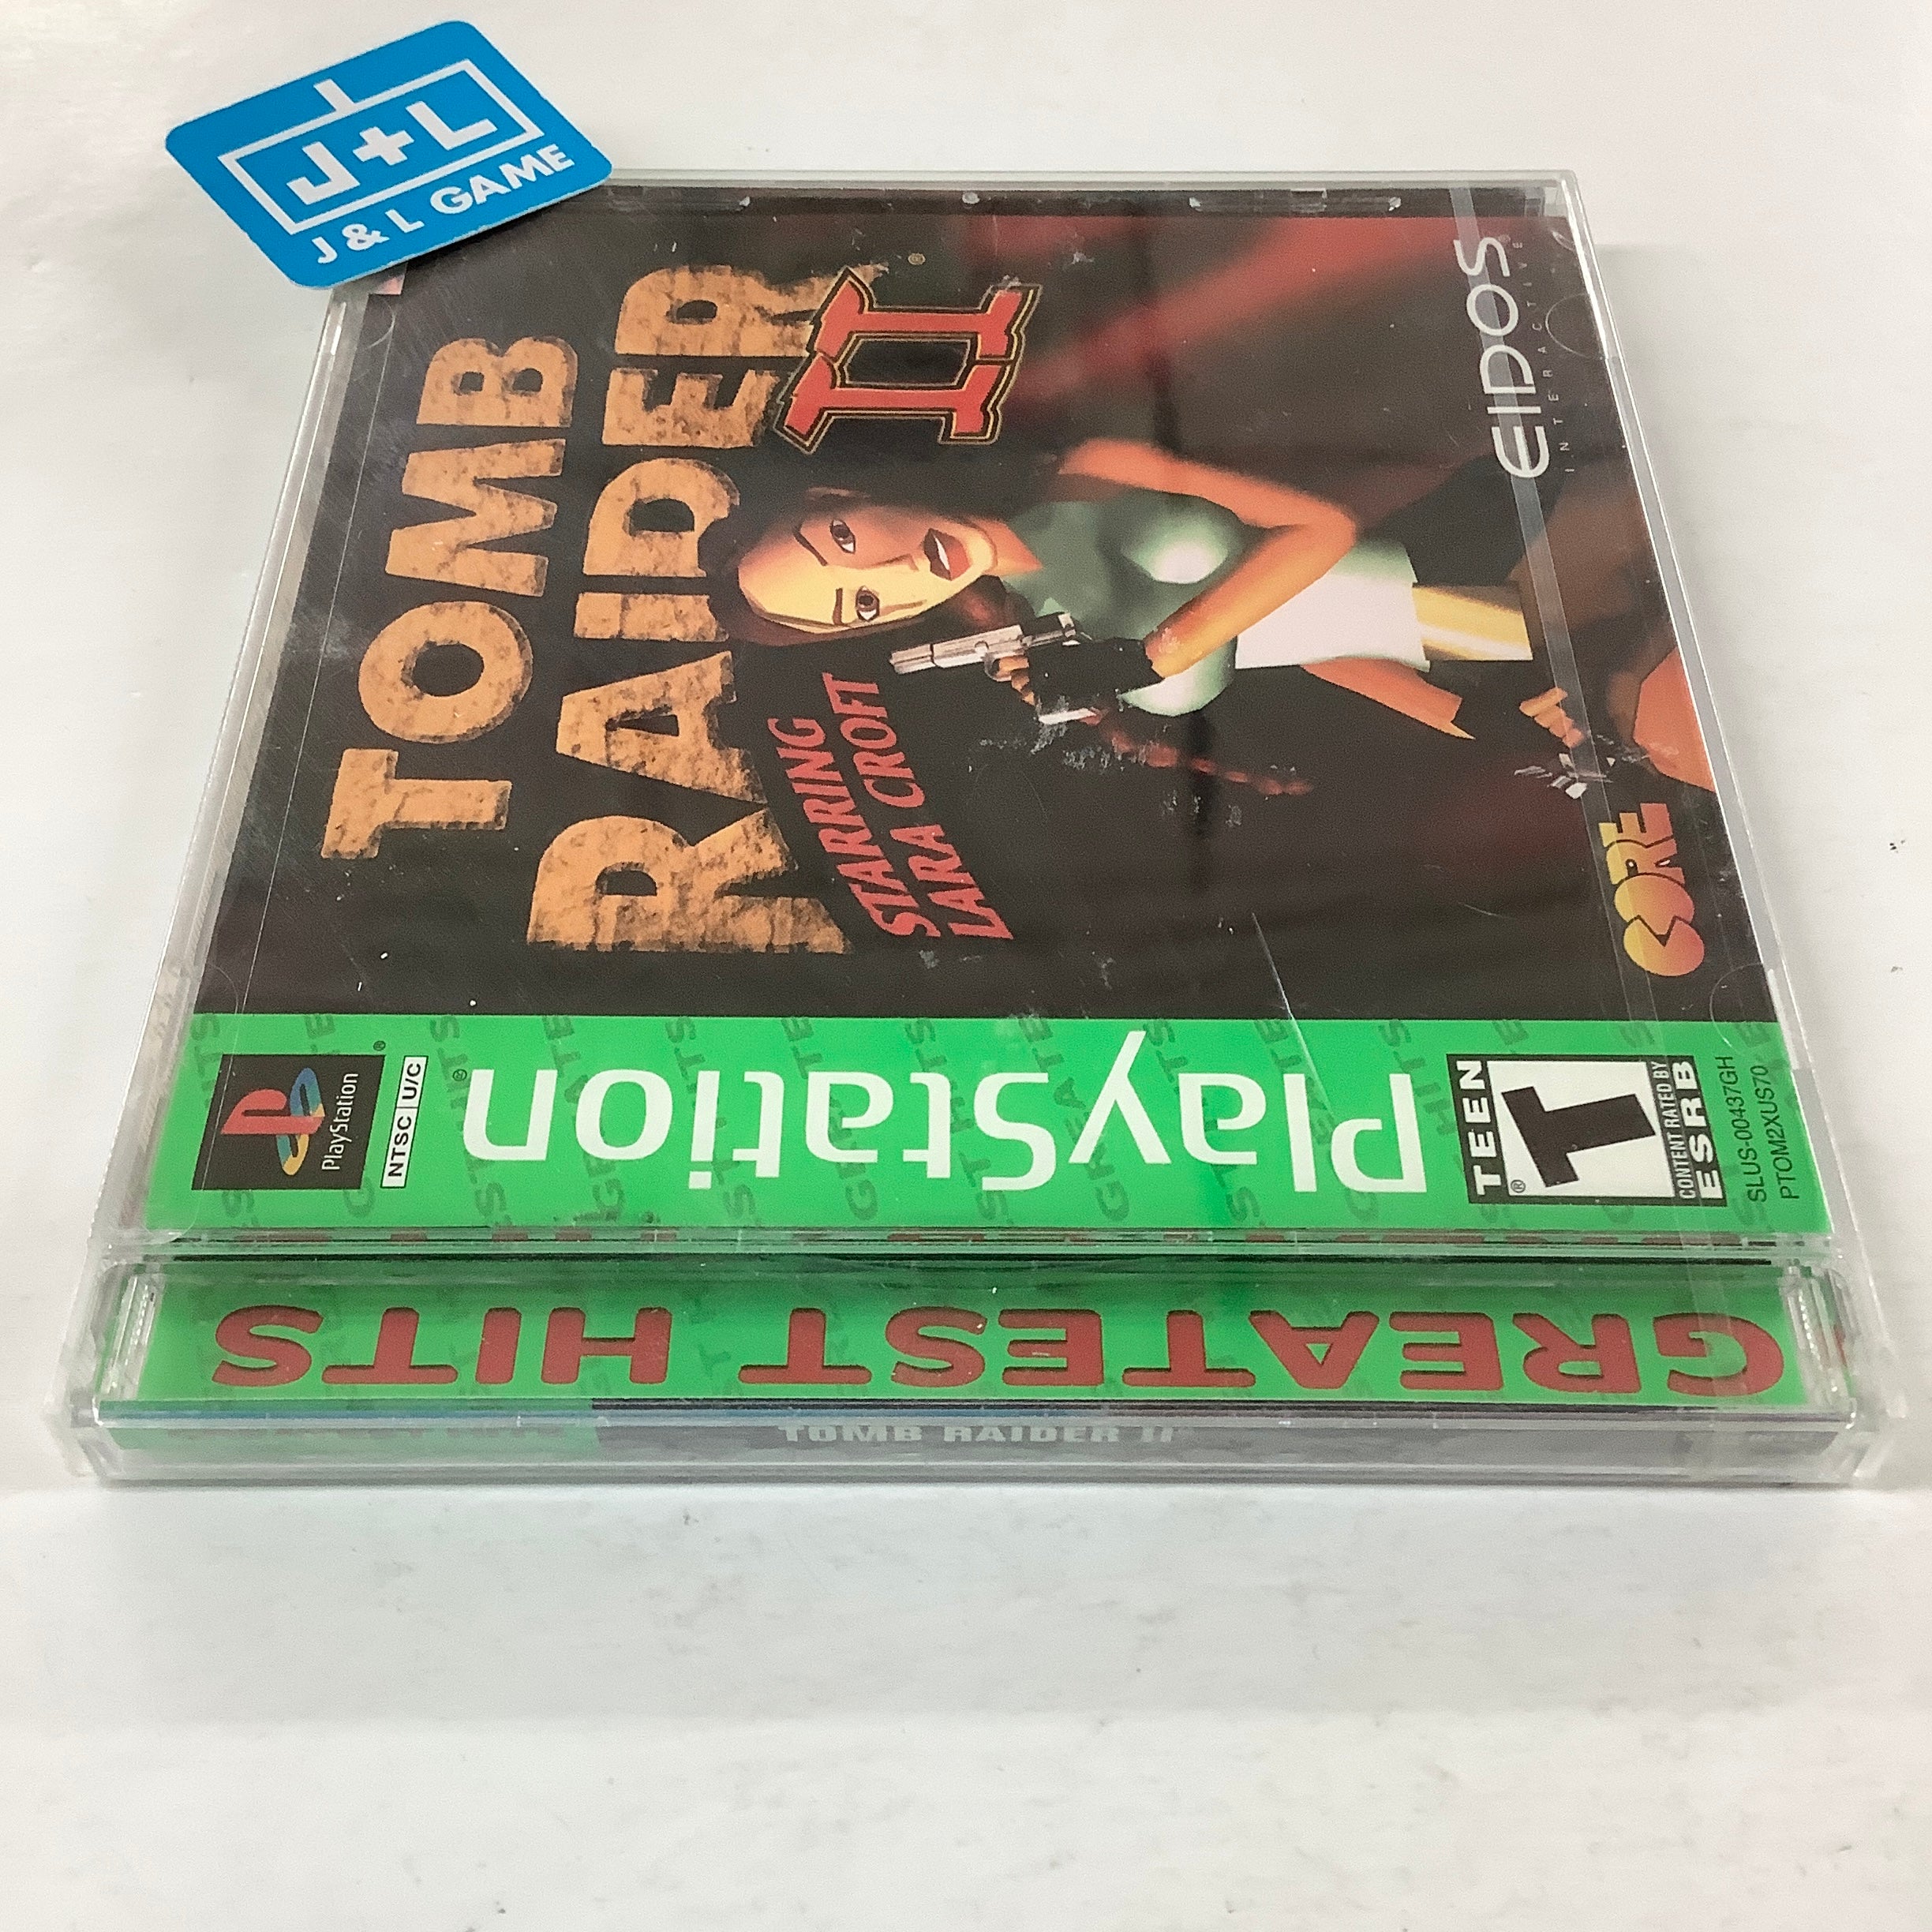 J+L
J & L GAME
TOMB
RAIDER
II
®
STARRING
LARA CROFT
EIDOS®
INTERACTIVE
CORE
PlayStation
®
NTSC U/C
PlayStation®
TEEN
T
®
CONTENT RATED BY
ESRB
SLUS-00437GH
PTOM2XUS70
GREATEST HITS
TOMB RAIDER II